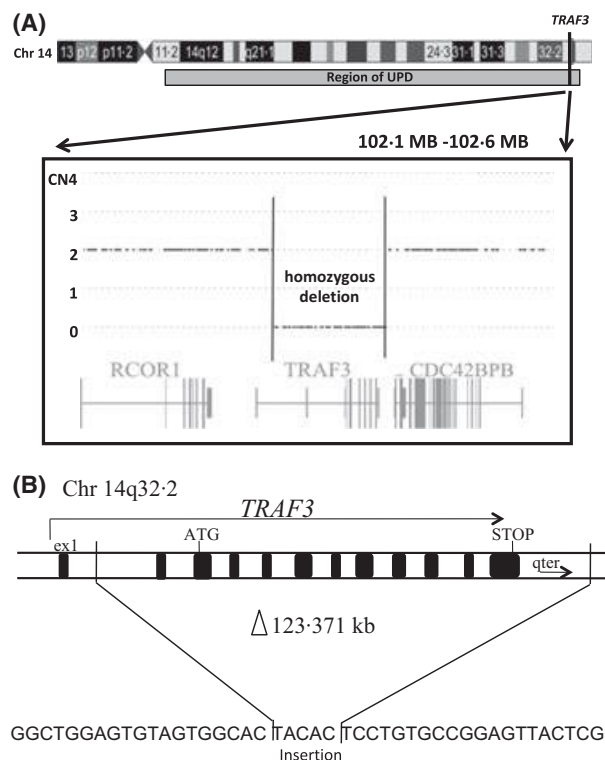 (A)
TRAF3
Chr 14 13 p12 p11·2 11·2 14q12 q21·1 24·3 31·1 31·3 32·2
Region of UPD
102·1 MB -102·6 MB
CN4
3
2
homozygous
deletion
1
0
RCOR1 TRAF3 CDC42BPB
(B) Chr 14q32·2
TRAF3
ex1 ATG STOP
qter
△ 123·371 kb
GGCTGGAGTGTAGTGGCAC TACAC TCCTGTGCCGGAGTTACTCG
Insertion